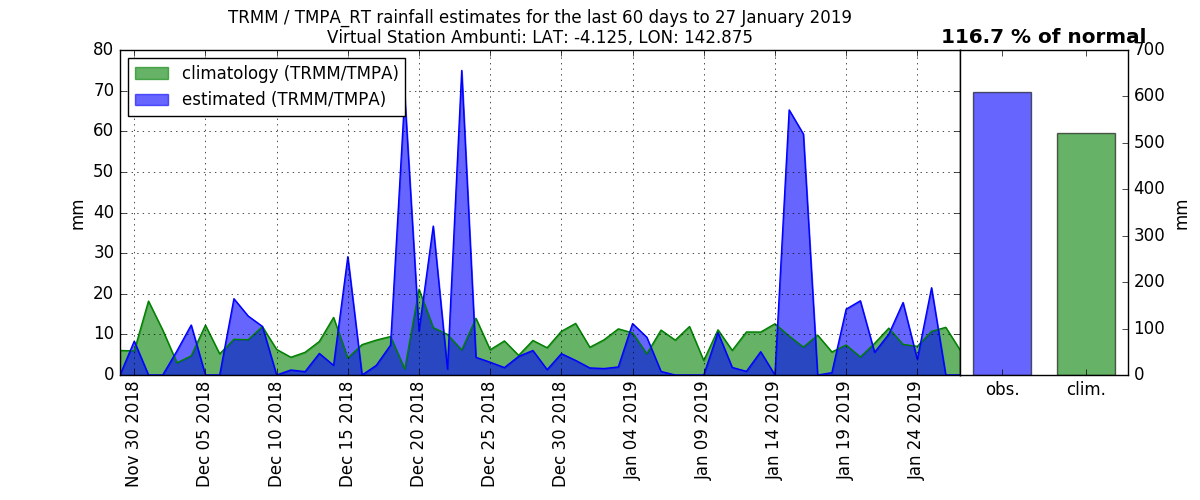 TRMM / TMPA_RT rainfall estimates for the last 60 days to 27 January 2019
Virtual Station Ambunti: LAT: -4.125, LON: 142.875
116.7 % of normal
climatology (TRMM/TMPA)
estimated (TRMM/TMPA)
mm
80
70
60
50
40
30
20
10
0
Nov 30 2018
Dec 05 2018
Dec 10 2018
Dec 15 2018
Dec 20 2018
Dec 25 2018
Dec 30 2018
Jan 04 2019
Jan 09 2019
Jan 14 2019
Jan 19 2019
Jan 24 2019
700
600
500
400
300
200
100
0
mm
obs.
clim.